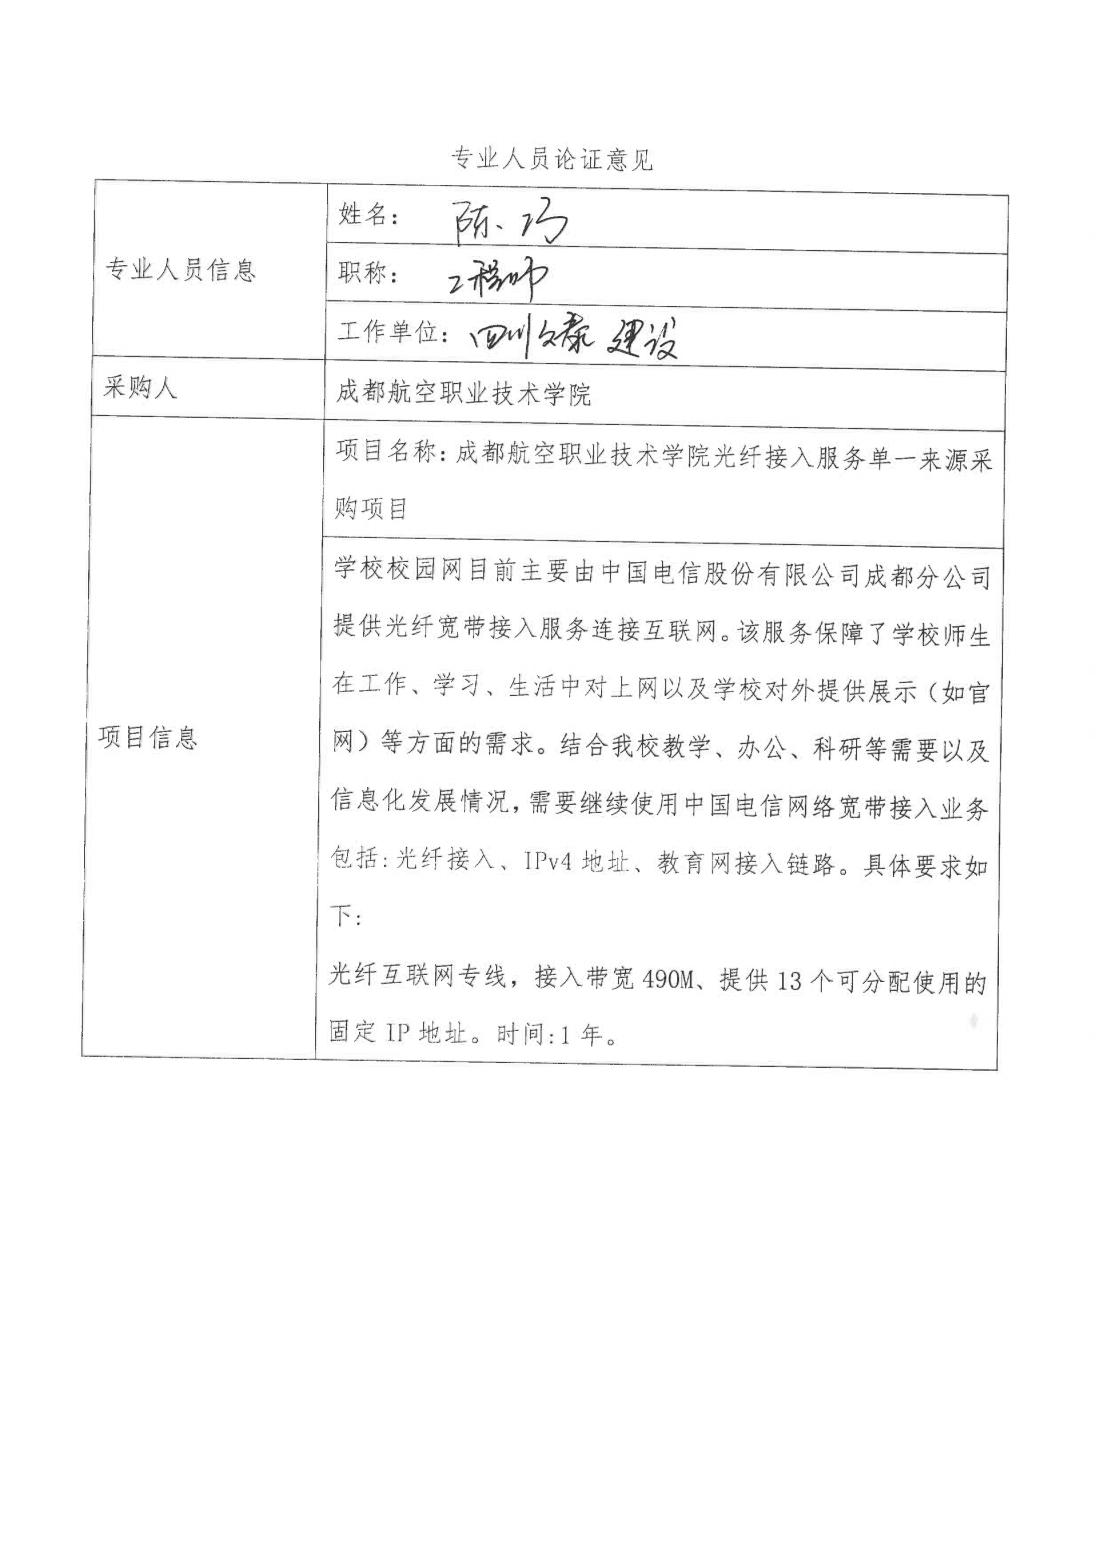 专业人员论证意见
姓名： 陈巧
专业人员信息
职称： 工程师
工作单位： 四川文泰建设
采购人
成都航空职业技术学院
项目名称：成都航空职业技术学院光纤接入服务单一来源采
购项目
学校校园网目前主要由中国电信股份有限公司成都分公司
提供光纤宽带接入服务连接互联网。该服务保障了学校师生
在工作、学习、生活中对上网以及学校对外提供展示（如官
网）等方面的需求。结合我校教学、办公、科研等需要以及
项目信息
信息化发展情况，需要继续使用中国电信网络宽带接入业务
包括:光纤接入、IPv4 地址、教育网接入链路。具体要求如
下:
光纤互联网专线，接入带宽 490M、提供 13 个可分配使用的
固定 IP 地址。时间:1 年。